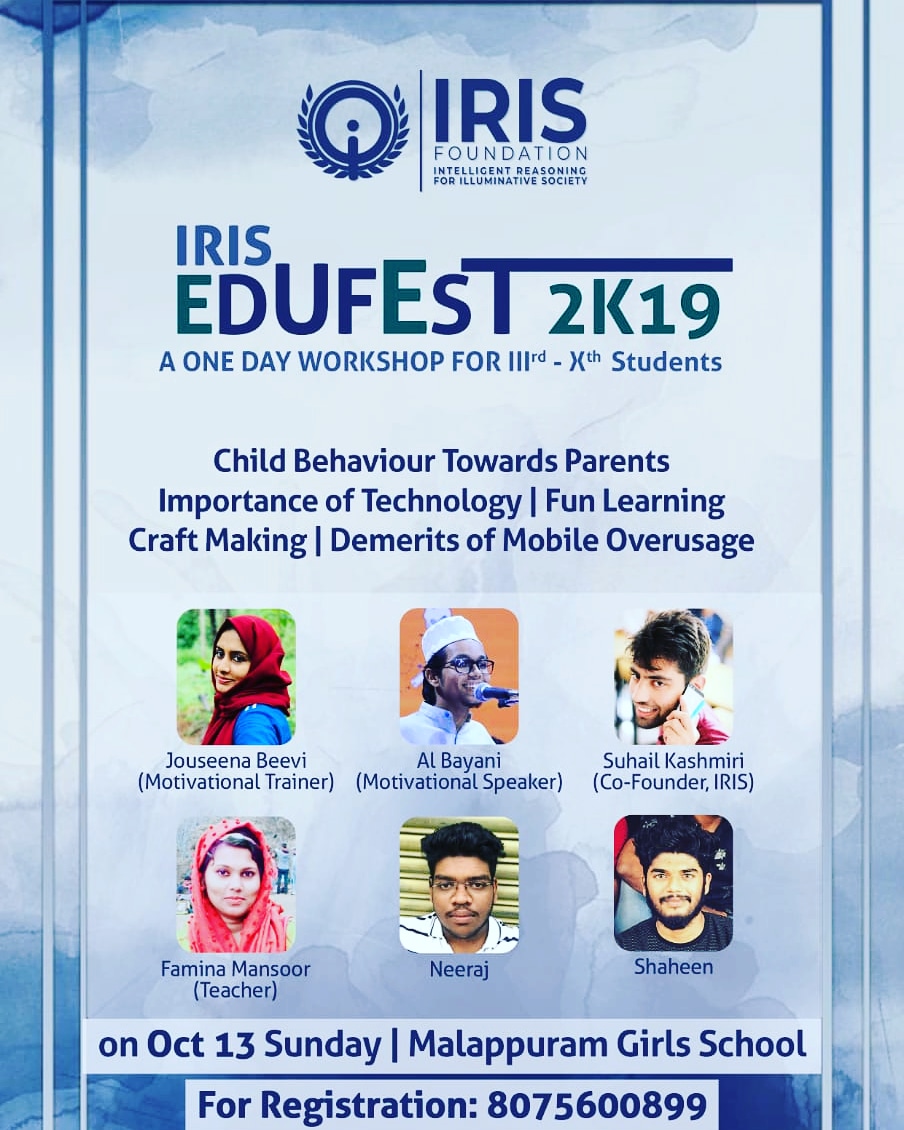 IRIS
FOUNDATION
INTELLIGENT REASONING
FOR ILLUMINATIVE SOCIETY
IRIS
EDUFEST 2K19
A ONE DAY WORKSHOP FOR IIIrd - Xth Students
Child Behaviour Towards Parents
Importance of Technology | Fun Learning
Craft Making | Demerits of Mobile Overusage
Jouseena Beevi
(Motivational Trainer)
Al Bayani
(Motivational Speaker)
Suhail Kashmiri
(Co-Founder, IRIS)
Famina Mansoor
(Teacher)
Neeraj
Shaheen
on Oct 13 Sunday | Malappuram Girls School
For Registration: 8075600899